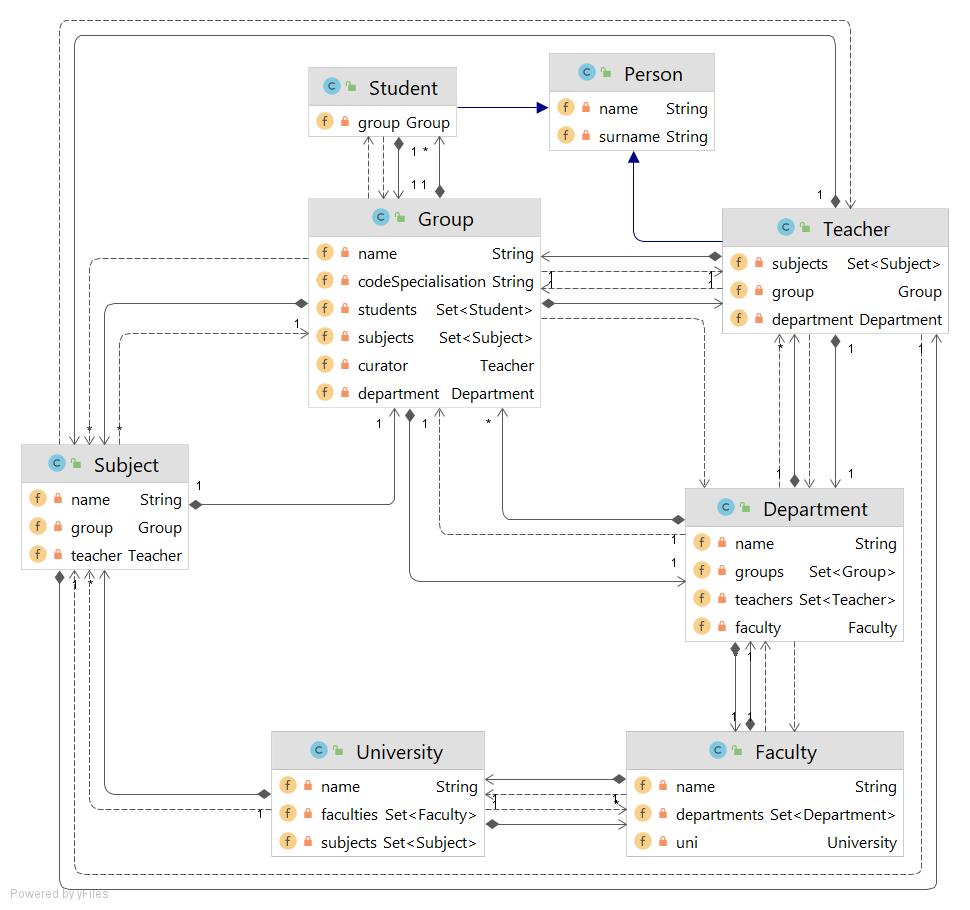 Student
group Group
Person
name String
surname String
1 *
1 1
Group
name String
codeSpecialisation String
students Set<Student>
subjects Set<Subject>
curator Teacher
department Department
1
Teacher
subjects Set<Subject>
group Group
department Department
1
1
1
* 1 1
* *
1 1 *
Subject
name String
group Group
teacher Teacher
1
1 1
Department
name String
groups Set<Group>
teachers Set<Teacher>
faculty Faculty
1
1
1 *
* 1
1 1
University
name String
faculties Set<Faculty>
subjects Set<Subject>
1
1 *
Faculty
name String
departments Set<Department>
uni University
Powered by yFiles